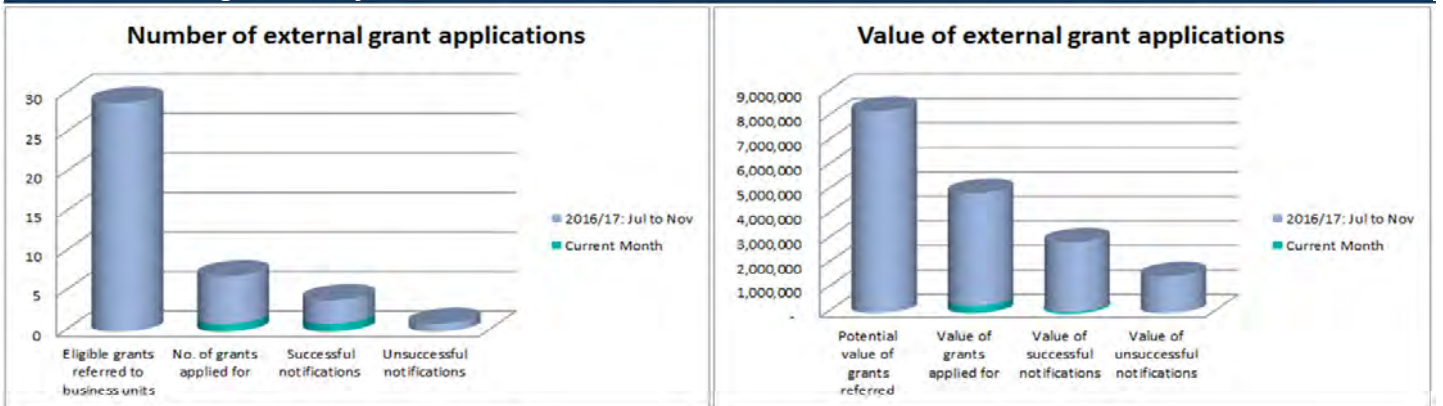 Number of external grant applications
30
25
20
15
10
5
0
Eligible grants
referred to
business units
No. of grants
applied for
Successful
notifications
Unsuccessful
notifications
2016/17: Jul to Nov
Current Month
Value of external grant applications
9,000,000
8,000,000
7,000,000
6,000,000
5,000,000
4,000,000
3,000,000
2,000,000
1,000,000
-
Potential
value of
grants
referred
Value of
grants
applied for
Value of
successful
notifications
Value of
unsuccessful
notifications
2016/17: Jul to Nov
Current Month